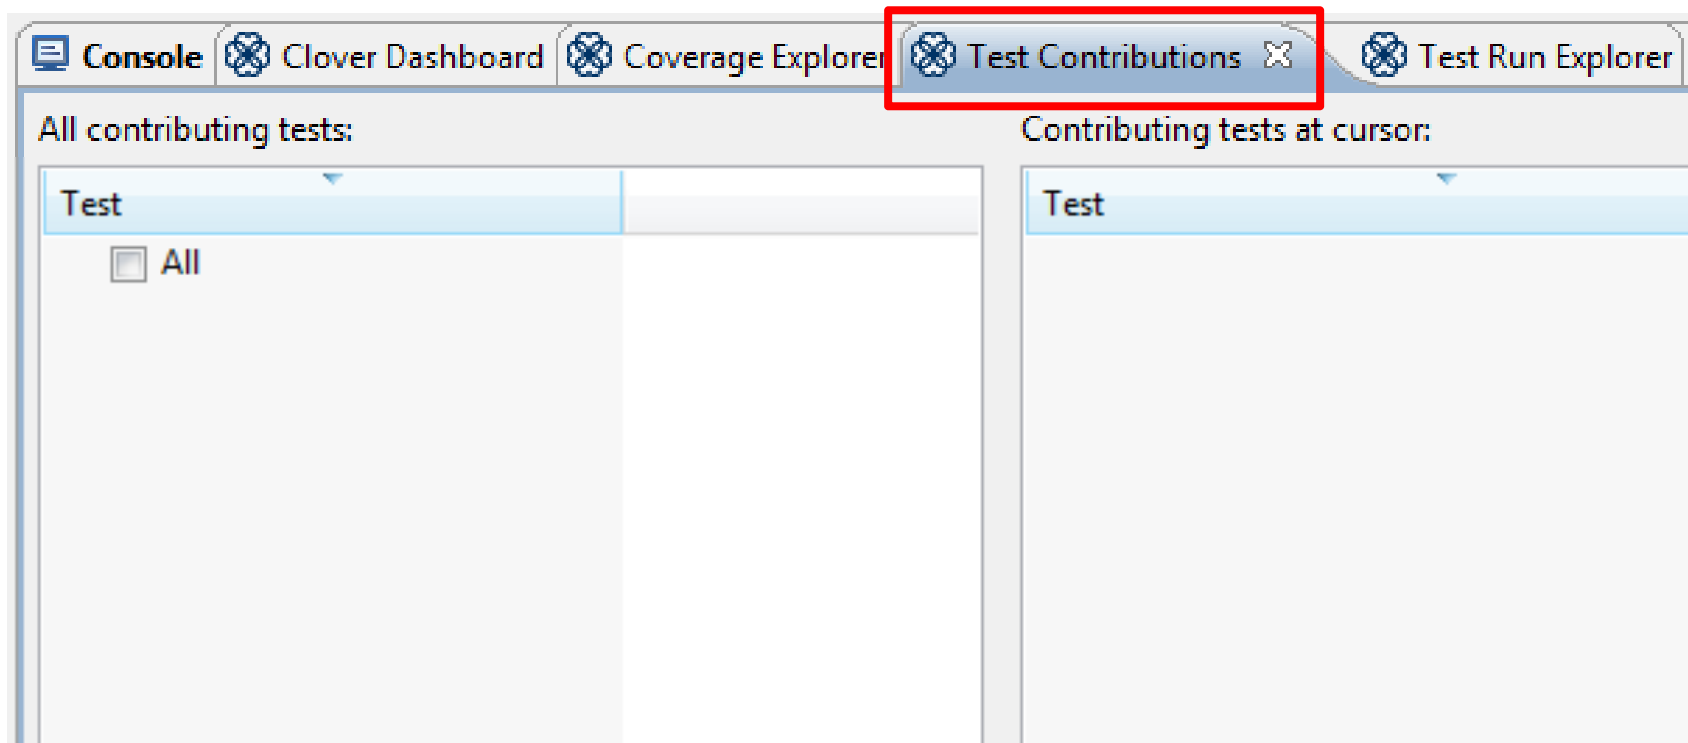 Console Clover Dashboard Coverage Explorer Test Contributions Test Run Explorer
All contributing tests: Contributing tests at cursor:
Test Test
All